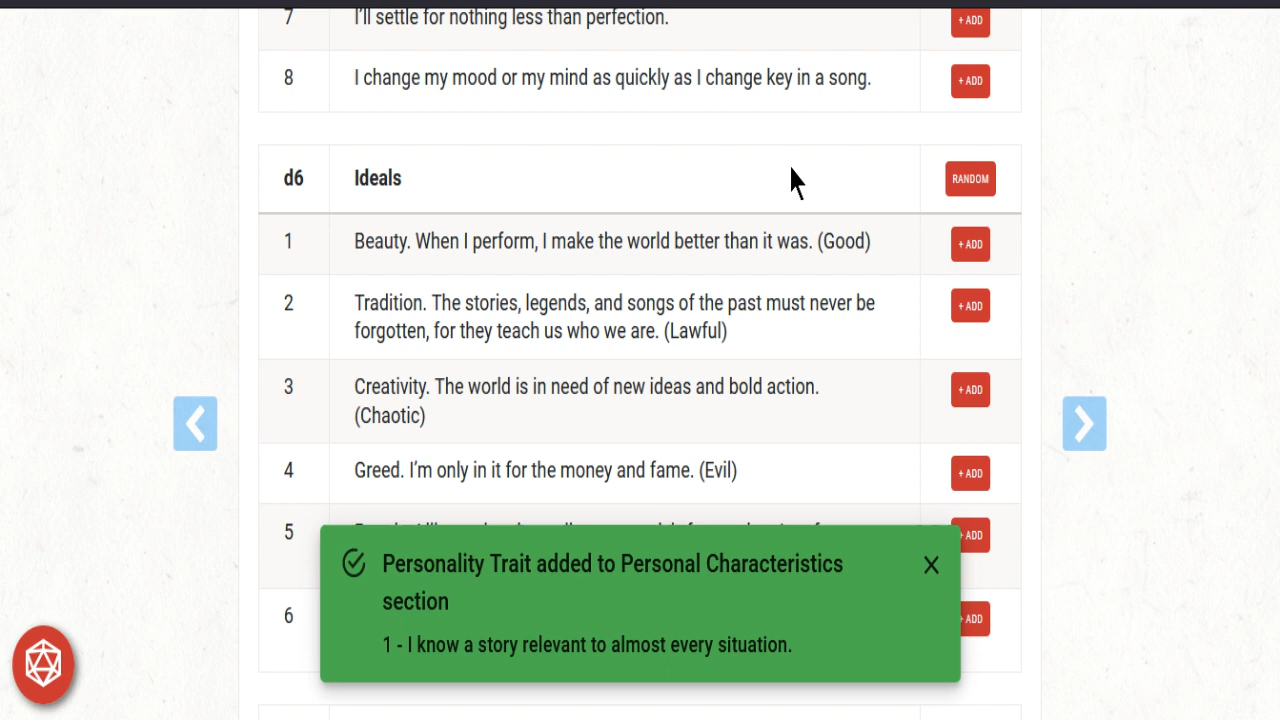 7 I'll settle for nothing less than perfection. + ADD
8 I change my mood or my mind as quickly as I change key in a song. + ADD
d6 Ideals RANDOM
1 Beauty. When I perform, I make the world better than it was. (Good) + ADD
2 Tradition. The stories, legends, and songs of the past must never be + ADD
forgotten, for they teach us who we are. (Lawful)
3 Creativity. The world is in need of new ideas and bold action. + ADD
(Chaotic)
4 Greed. I'm only in it for the money and fame. (Evil) + ADD
5 + ADD
Personality Trait added to Personal Characteristics
section
6 ADD
1 - I know a story relevant to almost every situation.